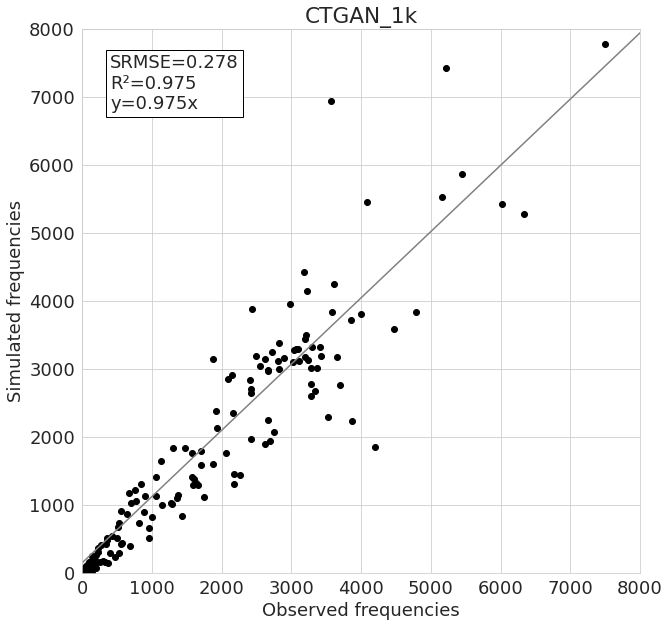 CTGAN_1k
8000
7000
6000
5000
4000
3000
2000
1000
0
SRMSE=0.278
R²=0.975
y=0.975x
Simulated frequencies
0 1000 2000 3000 4000 5000 6000 7000 8000
Observed frequencies